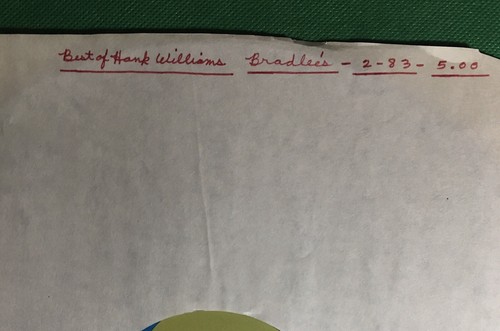 Best of Hank Williams Bradlee's - 2-83- 5.00